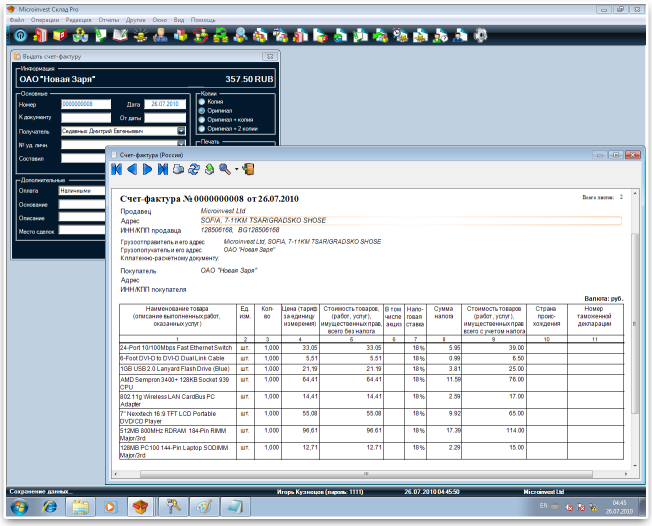 Microinvest Склад Pro
Файл Операции Редакция Отчеты Другие Окно Вид Помощь
Выдать счет-фактуру
Информация
ОАО "Новая Заря" 357.50 RUB
Основные
Номер 0000000008 Дата 26.07.2010
К документу От даты
Получатель Седавных Дмитрий Евгеньевич
№ уд. личн.
Составил
Копии
Копия
Оригинал
Оригинал + копия
Оригинал + 2 копии
Печать
Дополнительные
Оплата Наличными
Основание
Описание
Место сделок
Счет-фактура (Россия)
Счет-фактура № 0000000008 от 26.07.2010
Всего листов: 2
Продавец Microinvest Ltd
Адрес SOFIA, 7-11KM TSARIGRADSKO SHOSE
ИНН/КПП продавца 128506168, BG128506168
Грузоотправитель и его адрес Microinvest Ltd, SOFIA, 7-11KM TSARIGRADSKO SHOSE
Грузополучатель и его адрес ОАО "Новая Заря"
К платежно-расчетному документу:
Покупатель ОАО "Новая Заря"
Адрес
ИНН/КПП покупателя
Валюта: руб.
Наименование товара (описание выполненных работ, оказанных услуг) Ед. изм. Кол-во Цена (тариф за единицу измерения) Стоимость товаров, (работ, услуг), имущественных прав, всего без налога В том числе акциз Нало-говая ставка Сумма налога Стоимость товаров (работ, услуг), имущественных прав, всего с учетом налога Страна проис-хождения Номер таможенной декларации
1 2 3 4 5 6 7 8 9 10 11
24-Port 10/100Mbps Fast Ethernet Switch шт. 1,000 33,05 33,05 18% 5.95 39.00
6-Foot DVI-D to DVI-D Dual Link Cable шт. 1,000 5,51 5,51 18% 0.99 6.50
1GB USB 2.0 Lanyard Flash Drive (Blue) шт. 1,000 21,19 21,19 18% 3.81 25.00
AMD Sempron 3400+ 128KB Socket 939 шт. 1,000 64,41 64,41 18% 11.59 76.00
CPU
802.11g Wireless LAN CardBus PC шт. 1,000 14,41 14,41 18% 2.59 17.00
Adapter
7" Nexxtech 16:9 TFT LCD Portable шт. 1,000 55,08 55,08 18% 9.92 65.00
DVD/CD Player
512MB 800MHz RDRAM 184-Pin RIMM шт. 1,000 96,61 96,61 18% 17.39 114.00
Major/3rd
128MB PC100 144-Pin Laptop SODIMM шт. 1,000 12,71 12,71 18% 2.29 15.00
Major/3rd
Сохранение данных... Игорь Кузнецов (пароль: 1111) 26.07.2010 04:45:50 Microinvest Ltd
EN 04:45
26.07.2010